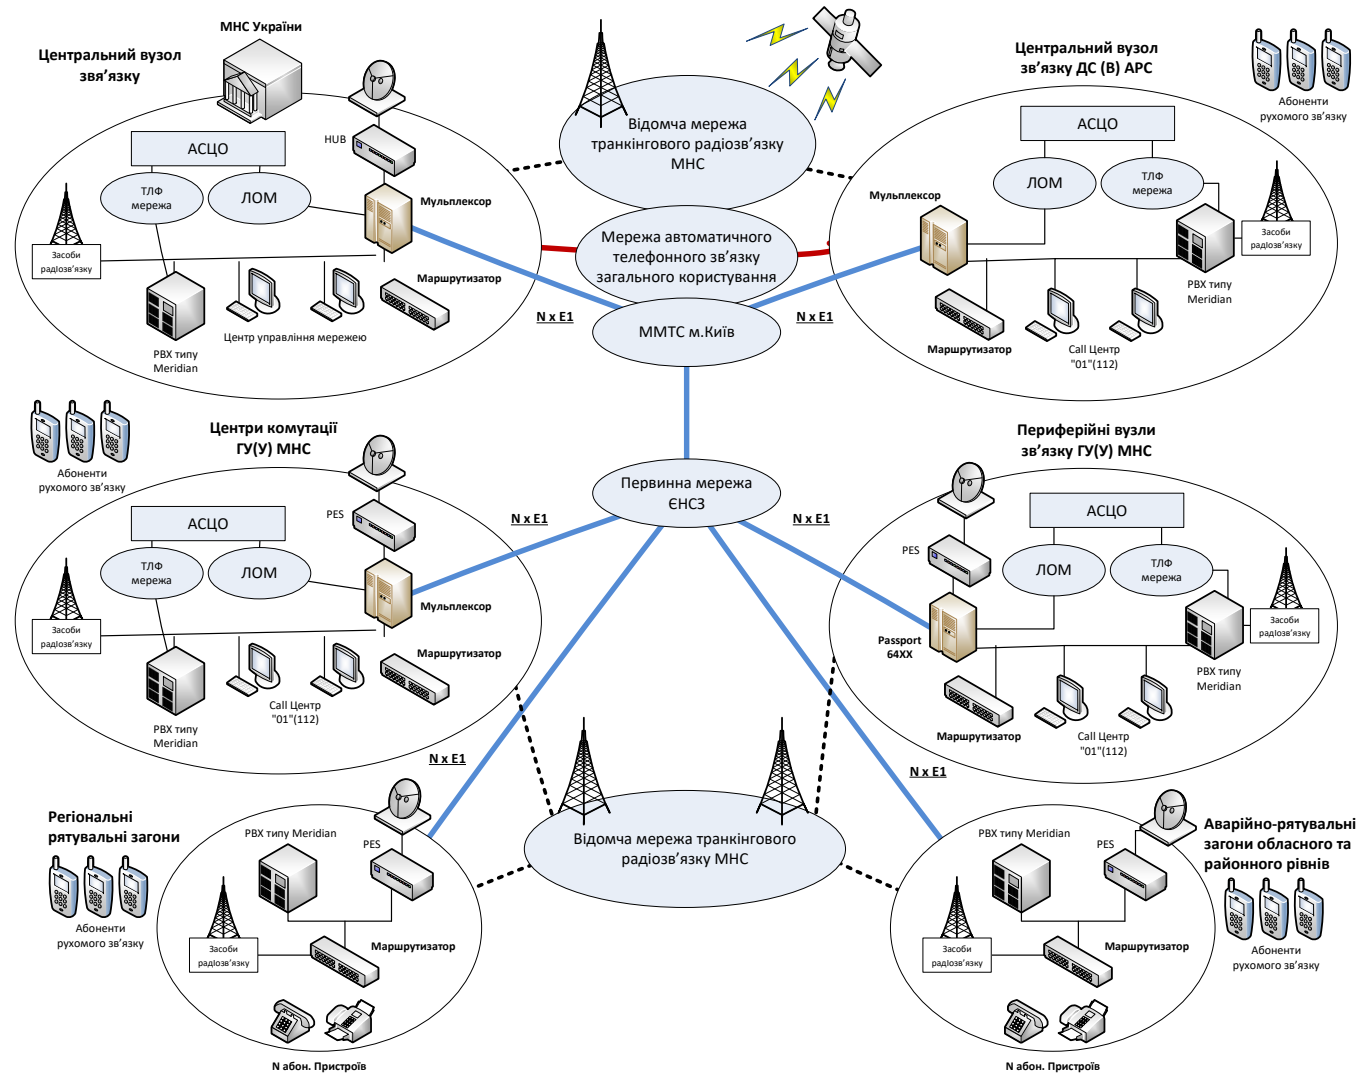 МНС України
Центральний вузол
звя’язку
HUB
АСЦО
ТЛФ
мережа
ЛОМ
Мульплексор
Засоби
радІозв’язку
Маршрутизатор
Центр управління мережею
PBX типу
Meridian
Відомча мережа
транкінгового радіозв’язку
МНС
Мережа автоматичного
телефонного зв’язку
загального користування
ММТС м.Київ
N x E1
N x E1
Центральний вузол
зв’язку ДС (В) АРС
Абоненти
рухомого зв’язку
АСЦО
ЛОМ
ТЛФ
мережа
Мульплексор
Засоби
радІозв’язку
PBX типу
Meridian
Маршрутизатор
Call Центр
"01"(112)
Абоненти
рухомого зв’язку
Центри комутації
ГУ(У) МНС
PES
АСЦО
ТЛФ
мережа
ЛОМ
Мульплексор
Засоби
радІозв’язку
Маршрутизатор
Call Центр
"01"(112)
PBX типу
Meridian
Первинна мережа
ЄНСЗ
N x E1
N x E1
Периферійні вузли
зв’язку ГУ(У) МНС
PES
АСЦО
ЛОМ
ТЛФ
мережа
Passport
64XX
Засоби
радІозв’язку
PBX типу
Meridian
Маршрутизатор
Call Центр
"01"(112)
N x E1
N x E1
Відомча мережа транкінгового
радіозв’язку МНС
Регіональні
рятувальні загони
Абоненти
рухомого зв’язку
PBX типу Meridian
PES
Засоби
радІозв’язку
Маршрутизатор
N абон. Пристроїв
PBX типу Meridian
PES
Засоби
радІозв’язку
Маршрутизатор
N абон. Пристроїв
Аварійно-рятувальні
загони обласного та
районного рівнів
Абоненти
рухомого зв’язку